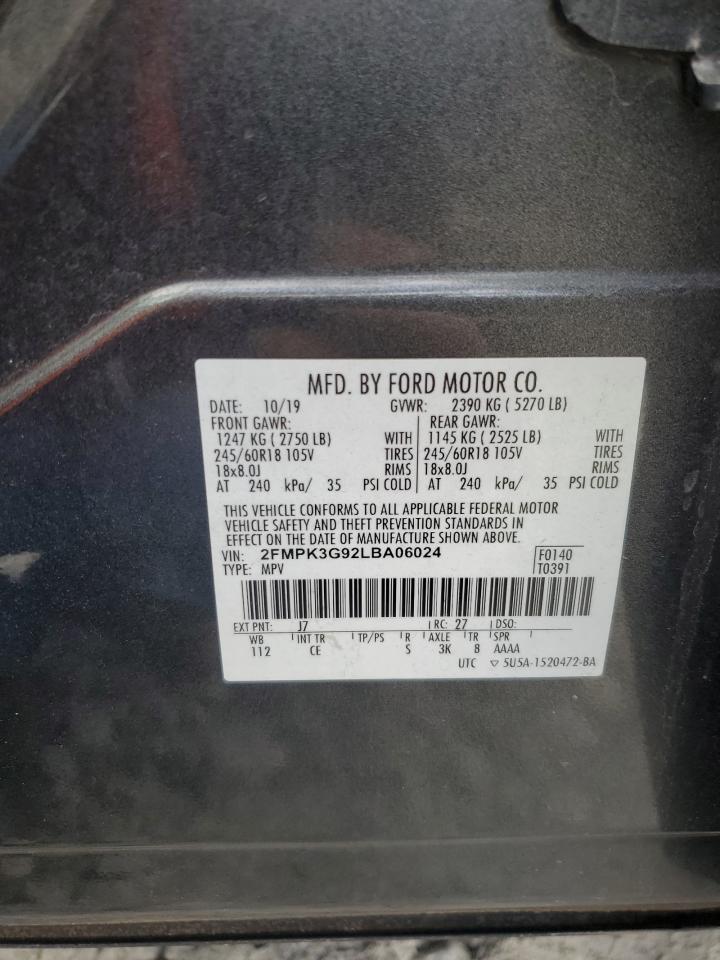 MFD. BY FORD MOTOR CO.
DATE: 10/19 GVWR: 2390 KG ( 5270 LB)
FRONT GAWR: REAR GAWR:
1247 KG ( 2750 LB) WITH 1145 KG ( 2525 LB) WITH
245/60R18 105V TIRES 245/60R18 105V TIRES
18x8.0J RIMS 18x8.0J RIMS
AT 240 kPa/ 35 PSI COLD AT 240 kPa/ 35 PSI COLD
THIS VEHICLE CONFORMS TO ALL APPLICABLE FEDERAL MOTOR
VEHICLE SAFETY AND THEFT PREVENTION STANDARDS IN
EFFECT ON THE DATE OF MANUFACTURE SHOWN ABOVE.
VIN: 2FMPK3G92LBA06024 F0140
TYPE: MPV T0391
EXT PNT: J7 RC: 27 DSO:
WB INT TR TP/PS R AXLE TR SPR
112 CE S 3K 8 AAAA
UTC ▽ 5U5A-1520472-BA